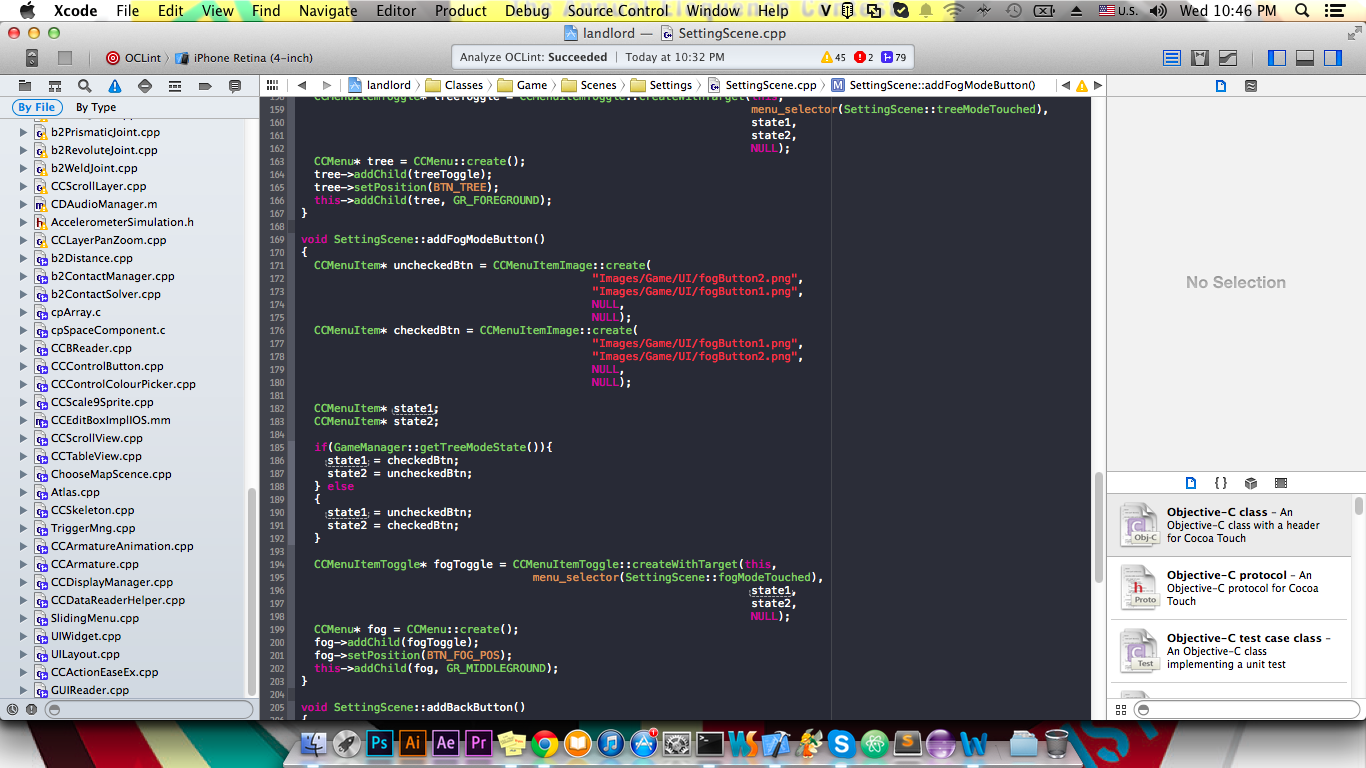 Xcode File Edit View Find Navigate Editor Product Debug Source Control Window Help U.S. Wed 10:46 PM
landlord — SettingScene.cpp
OCLint iPhone Retina (4-inch)
Analyze OCLint: Succeeded | Today at 10:32 PM 45 2 79
landlord Classes Game Scenes Settings SettingScene.cpp M SettingScene::addFogModeButton()
By File By Type
b2PrismaticJoint.cpp
b2RevoluteJoint.cpp
b2WeldJoint.cpp
CCScrollLayer.cpp
CDAudioManager.m
AccelerometerSimulation.h
CCLayerPanZoom.cpp
b2Distance.cpp
b2ContactManager.cpp
b2ContactSolver.cpp
cpArray.c
cpSpaceComponent.c
CCBReader.cpp
CCControlButton.cpp
CCControlColourPicker.cpp
CCScale9Sprite.cpp
CCEditBoxImplIOS.mm
CCScrollView.cpp
CCTableView.cpp
ChooseMapScence.cpp
Atlas.cpp
CCSkeleton.cpp
TriggerMng.cpp
CCArmatureAnimation.cpp
CCArmature.cpp
CCDisplayManager.cpp
CCDataReaderHelper.cpp
SlidingMenu.cpp
UIWidget.cpp
UILayout.cpp
CCActionEaseEx.cpp
GUIReader.cpp
158 CCMenuItemToggle* treeToggle = CCMenuItemToggle::createWithTarget(this,
159 menu_selector(SettingScene::treeModeTouched),
160 state1,
161 state2,
162 NULL);
163 CCMenu* tree = CCMenu::create();
164 tree->addChild(treeToggle);
165 tree->setPosition(BTN_TREE);
166 this->addChild(tree, GR_FOREGROUND);
167 }
168
169 void SettingScene::addFogModeButton()
170 {
171 CCMenuItem* uncheckedBtn = CCMenuItemImage::create(
172 "Images/Game/UI/fogButton2.png",
173 "Images/Game/UI/fogButton1.png",
174 NULL,
175 NULL);
176 CCMenuItem* checkedBtn = CCMenuItemImage::create(
177 "Images/Game/UI/fogButton1.png",
178 "Images/Game/UI/fogButton2.png",
179 NULL,
180 NULL);
181
182 CCMenuItem* state1;
183 CCMenuItem* state2;
184
185 if(GameManager::getTreeModeState()){
186 state1 = checkedBtn;
187 state2 = uncheckedBtn;
188 } else
189 {
190 state1 = uncheckedBtn;
191 state2 = checkedBtn;
192 }
193
194 CCMenuItemToggle* fogToggle = CCMenuItemToggle::createWithTarget(this,
195 menu_selector(SettingScene::fogModeTouched),
196 state1,
197 state2,
198 NULL);
199 CCMenu* fog = CCMenu::create();
200 fog->addChild(fogToggle);
201 fog->setPosition(BTN_FOG_POS);
202 this->addChild(fog, GR_MIDDLEGROUND);
203 }
204
205 void SettingScene::addBackButton()
No Selection
{ }
Objective-C class – An
Objective-C class with a header
for Cocoa Touch
Obj-C
Objective-C protocol – An
Objective-C protocol for Cocoa
Touch
Proto
Objective-C test case class –
An Objective-C class
implementing a unit test
Test
Ps Ai Ae Pr